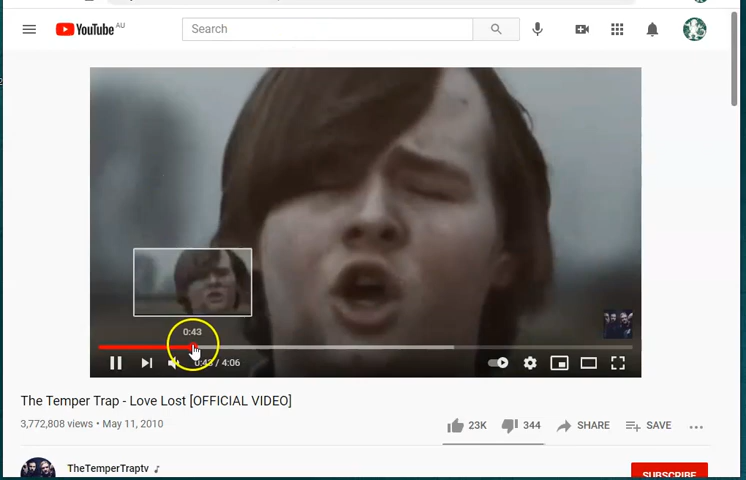 YouTube AU
Search
0:43
0:43 / 4:06
The Temper Trap - Love Lost [OFFICIAL VIDEO]
3,772,808 views • May 11, 2010
23K
344
SHARE
SAVE
TheTemperTraptv
SUBSCRIBE